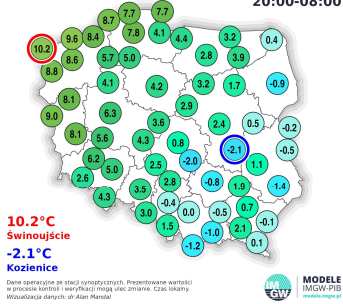 20:00-08:00
8.7 7.7 7.7
10.2 9.6 8.4 7.8 4.1 4.4 3.2 0.4
8.8 8.6 5.7 5.0 2.8 3.9
4.1 4.2 3.2 1.7 -0.9
8.1 2.9
9.0 6.3 3.6 2.4 0.5 -0.2
8.1 5.6 4.3 0.8 -2.1 -0.5
6.2 5.0 2.5 -2.0 1.1
2.6 4.3 3.5 2.8 -0.8 1.9 -1.4
3.0 -0.4 0.0 -0.5 0.7
1.5 -1.2 -1.0 2.1 -0.1
0.1
10.2°C
Świnoujście
-2.1°C
Kozienice
Dane operacyjne ze stacji synoptycznych. Prezentowane wartości
w procesie kontroli i weryfikacji mogą ulec zmianie. Czas lokalny.
Wizualizacja danych: dr Alan Mandal
IM
GW
MODELE
IMGW-PIB
modele.imgw.pl